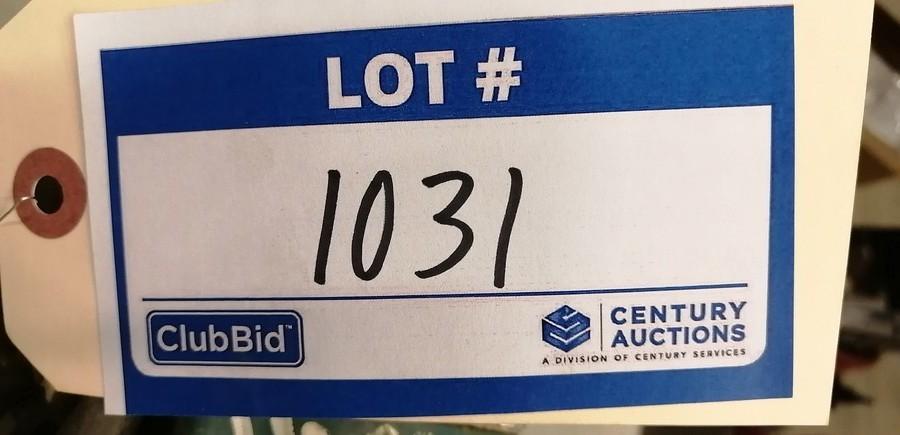 LOT #
1031
ClubBid™
CENTURY
AUCTIONS
A DIVISION OF CENTURY SERVICES